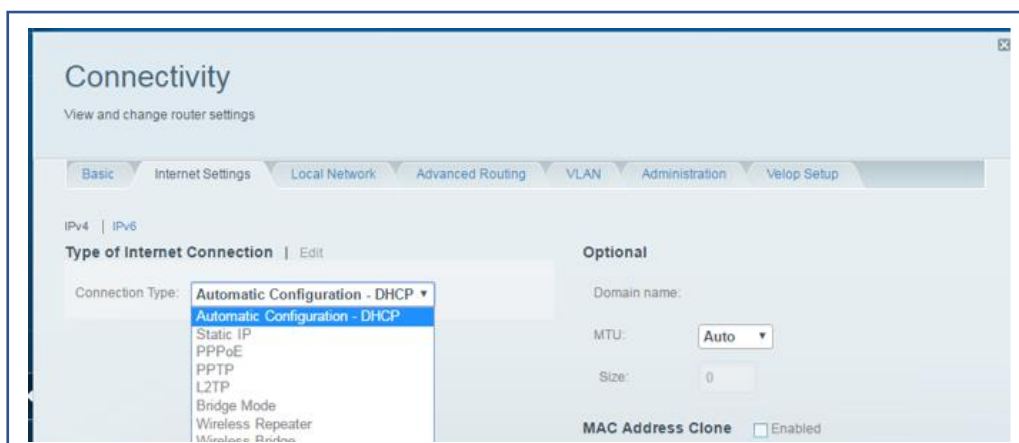 Connectivity
View and change router settings
Basic
Internet Settings
Local Network
Advanced Routing
VLAN
Administration
Velop Setup
IPv4 | IPv6
Type of Internet Connection | Edit
Connection Type: Automatic Configuration - DHCP
Automatic Configuration - DHCP
Static IP
PPPoE
PPTP
L2TP
Bridge Mode
Wireless Repeater
Wireless Bridge
Optional
Domain name:
MTU: Auto
Size: 0
MAC Address Clone Enabled